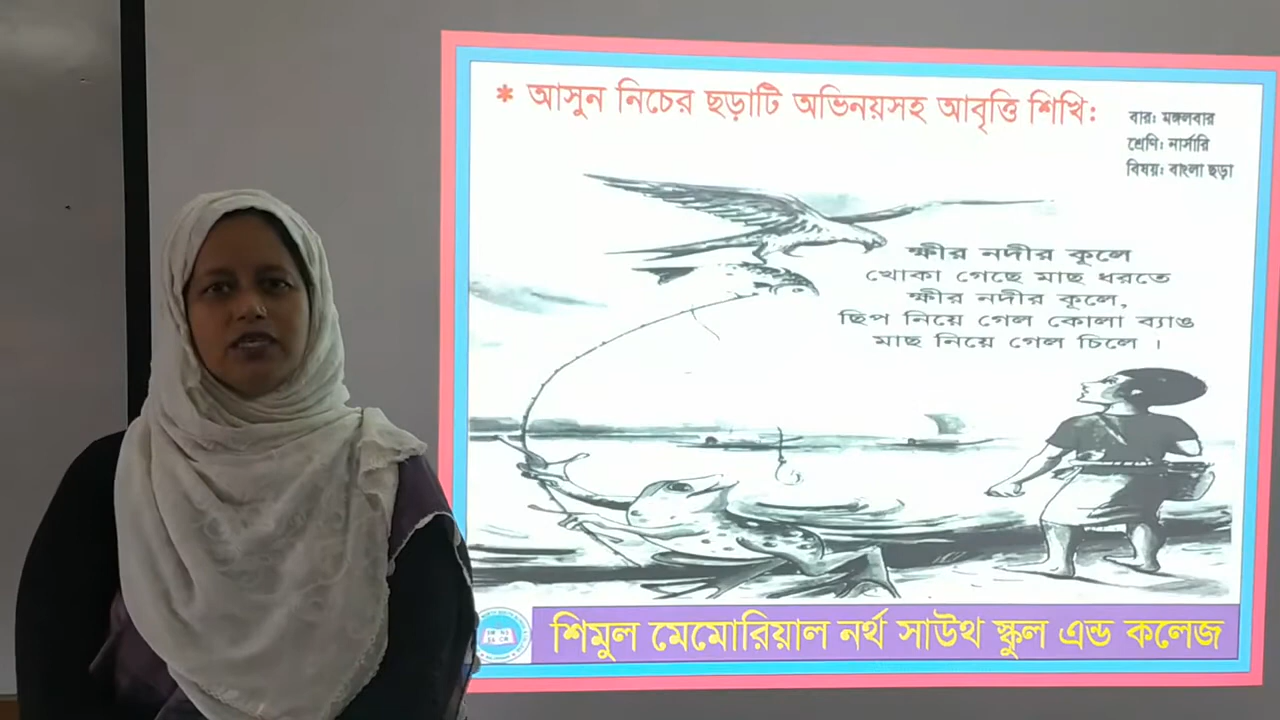 * আসুন নিচের ছড়াটি অভিনয়সহ আবৃত্তি শিখি:
বার: মঙ্গলবার
শ্রেণি: নার্সারি
বিষয়: বাংলা ছড়া
ক্ষীর নদীর কূলে
খোকা গেছে মাছ ধরতে
ক্ষীর নদীর কূলে,
ছিপ নিয়ে গেল কোলা ব্যাঙ
মাছ নিয়ে গেল চিলে ।
শিমুল মেমোরিয়াল নর্থ সাউথ স্কুল এন্ড কলেজ